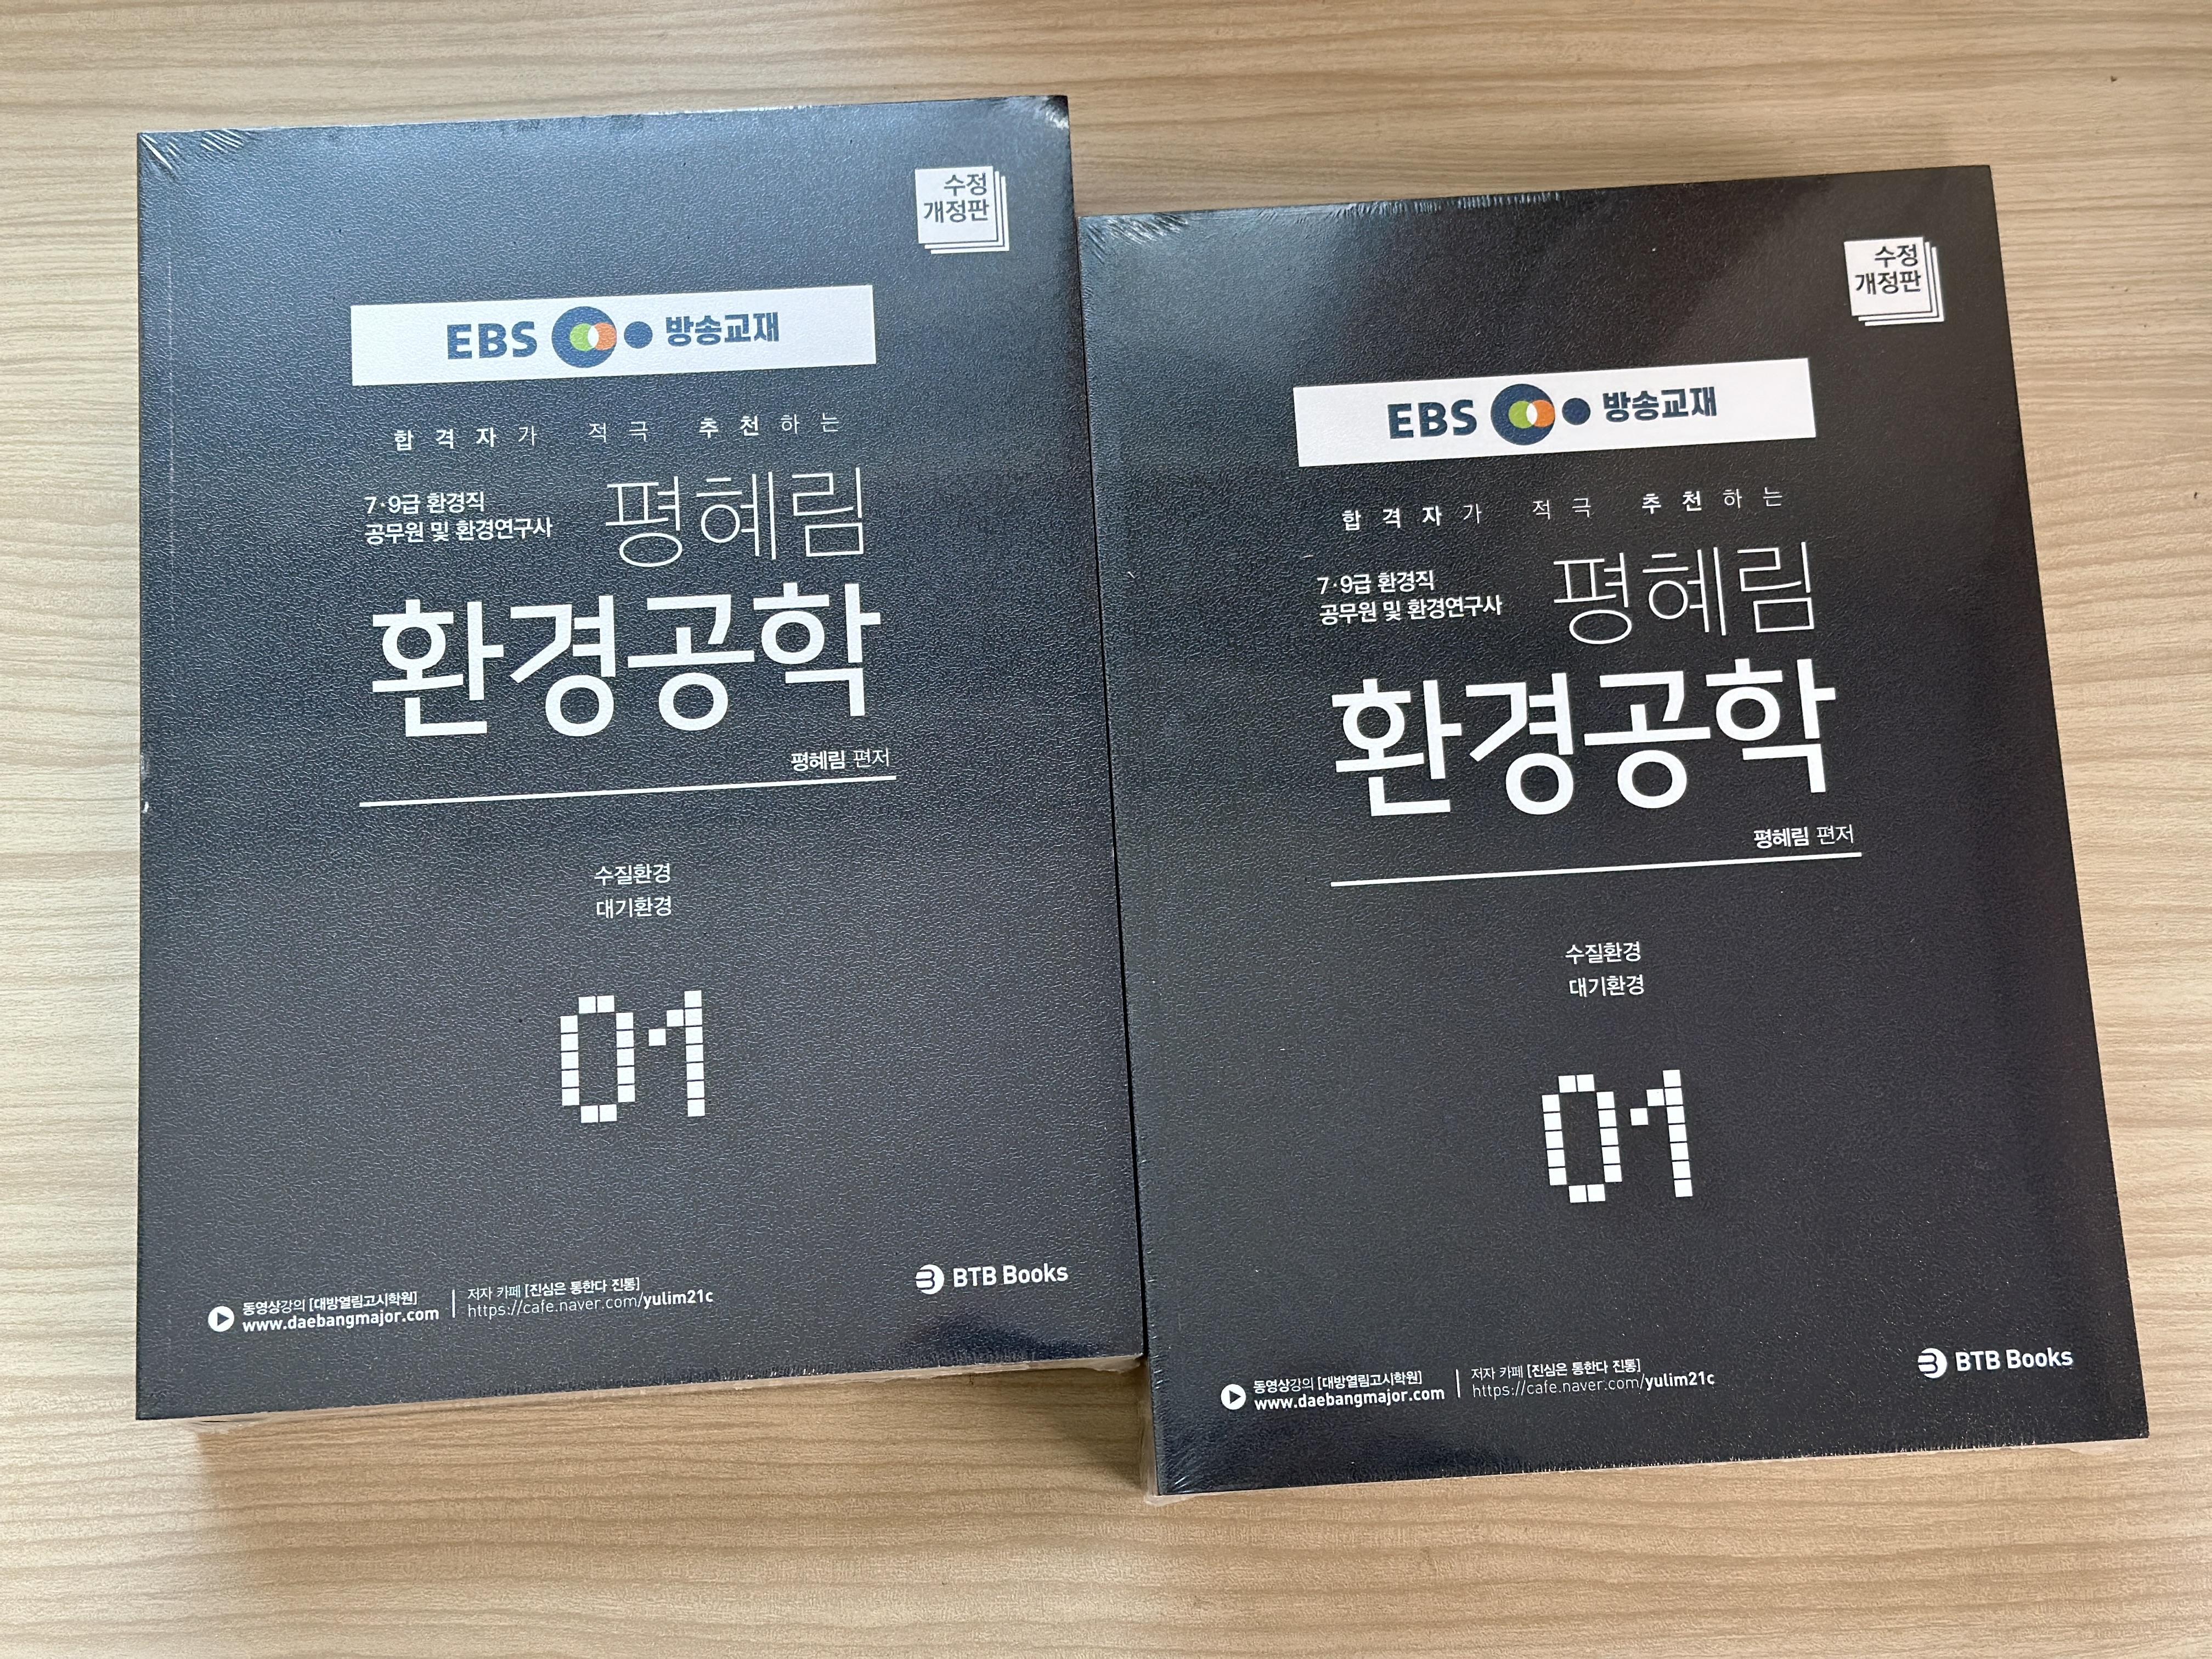 수정
개정판
EBS 방송교재
합격자가 적극 추천하는
7·9급 환경직
공무원 및 환경연구사
평혜림
환경공학
평혜림 편저
수질환경
대기환경
01
동영상강의 [대방열림고시학원]
www.daebangmajor.com
저자 카페 [진심은 통한다 진통]
https://cafe.naver.com/yulim21c
BTB Books
수정
개정판
EBS 방송교재
합격자가 적극 추천하는
7·9급 환경직
공무원 및 환경연구사
평혜림
환경공학
평혜림 편저
수질환경
대기환경
01
동영상강의 [대방열림고시학원]
www.daebangmajor.com
저자 카페 [진심은 통한다 진통]
https://cafe.naver.com/yulim21c
BTB Books